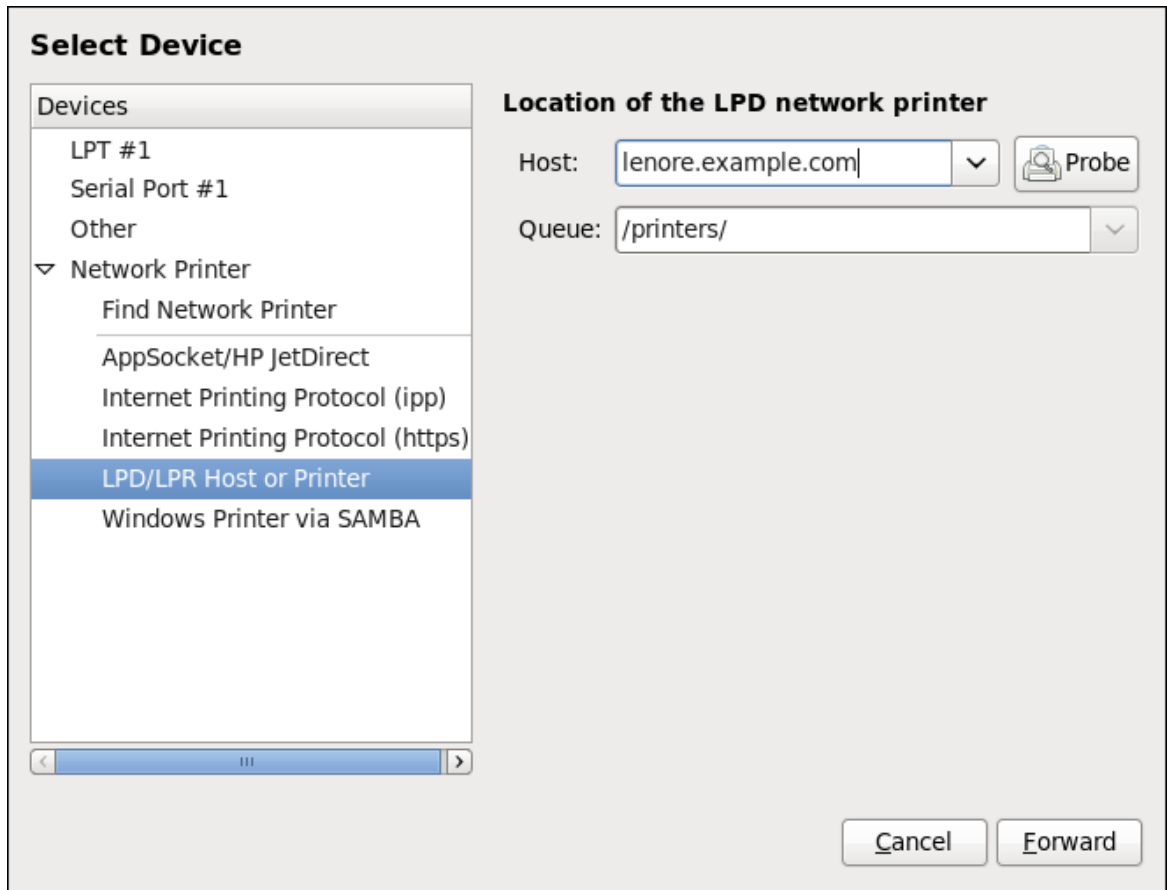 Select Device
Devices
LPT #1
Serial Port #1
Other
Network Printer
Find Network Printer
AppSocket/HP JetDirect
Internet Printing Protocol (ipp)
Internet Printing Protocol (https)
LPD/LPR Host or Printer
Windows Printer via SAMBA
Location of the LPD network printer
Host: lenore.example.com Probe
Queue: /printers/
Cancel Forward